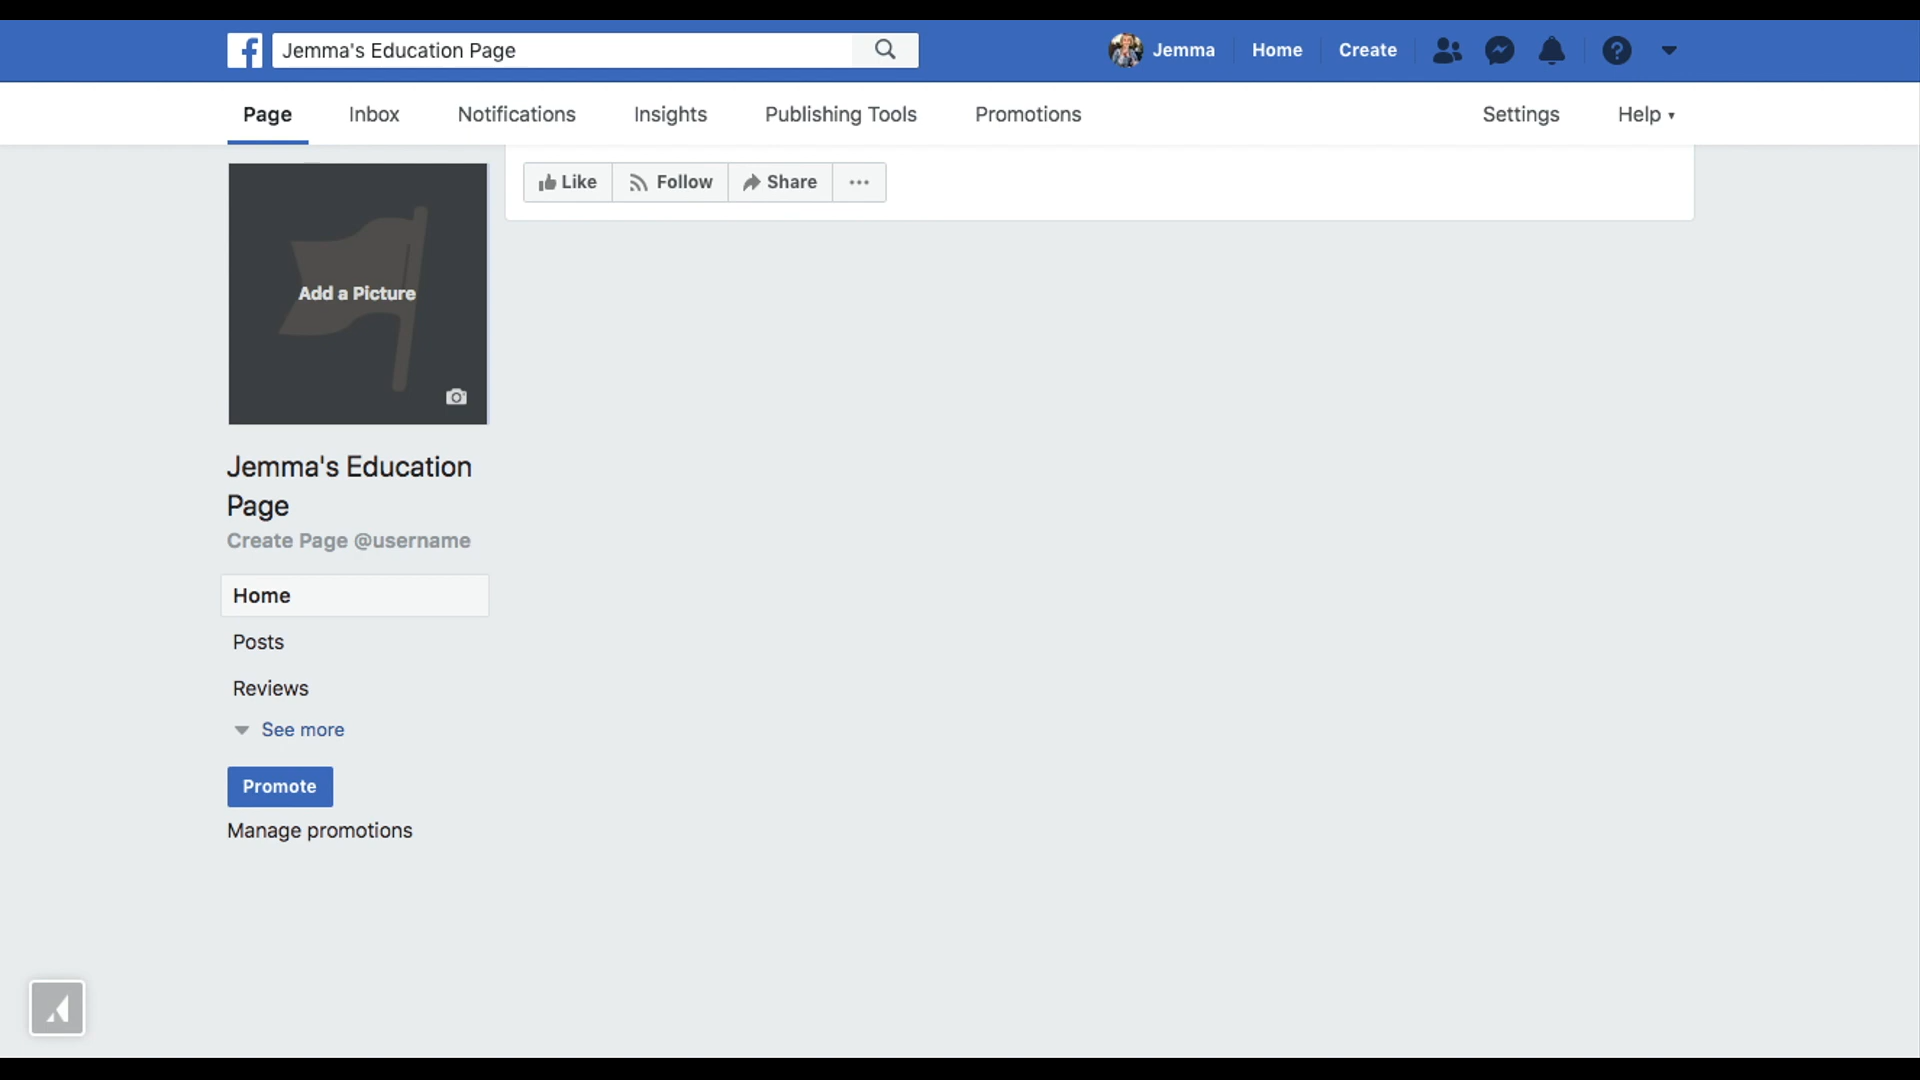 Jemma's Education Page
Jemma
Home
Create
Page
Inbox
Notifications
Insights
Publishing Tools
Promotions
Settings
Help
Like
Follow
Share
Add a Picture
Jemma's Education
Page
Create Page @username
Home
Posts
Reviews
See more
Promote
Manage promotions